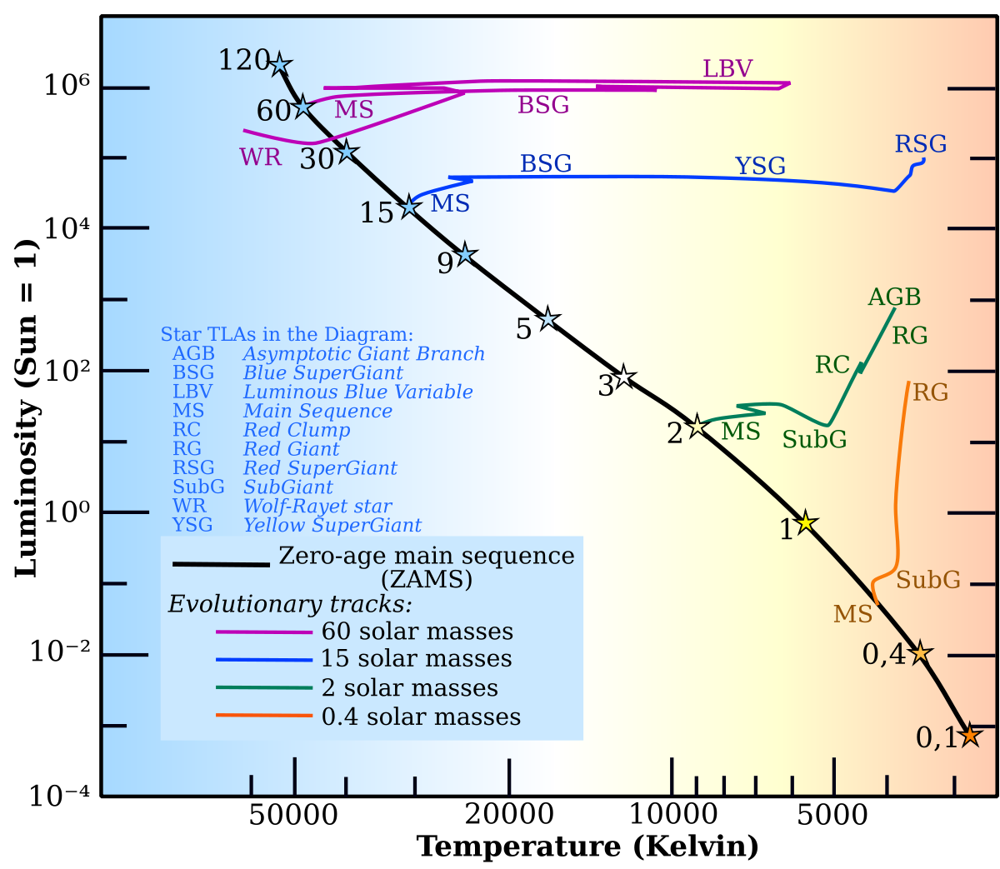 LBV
120
10⁶
60
MS
BSG
WR
30
RSG
BSG
YSG
15
MS
10⁴
9
Luminosity (Sun = 1)
AGB
5
RG
Star TLAs in the Diagram:
AGB Asymptotic Giant Branch
BSG Blue SuperGiant
LBV Luminous Blue Variable
MS Main Sequence
RC Red Clump
RG Red Giant
RSG Red SuperGiant
SubG SubGiant
WR Wolf-Rayet star
YSG Yellow SuperGiant
10²
3
RC
RG
2
MS
SubG
10⁰
1
Zero-age main sequence
(ZAMS)
Evolutionary tracks:
60 solar masses
15 solar masses
2 solar masses
0.4 solar masses
SubG
MS
10⁻²
0,4
0,1
10⁻⁴
50000
20000
10000
5000
Temperature (Kelvin)